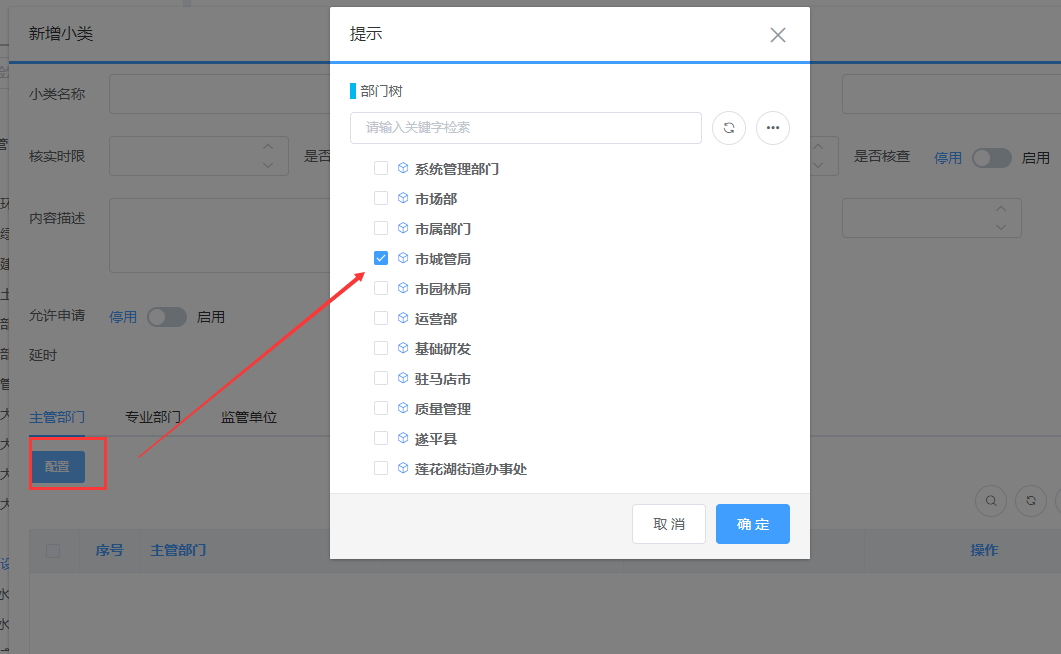 新增小类
提示
小类名称
部门树
请输入关键字检索
核实时限
是否
是否核查
停用
启用
系统管理部门
市场部
内容描述
市属部门
市城管局
市园林局
允许申请
延时
停用
启用
运营部
基础研发
驻马店市
主管部门
专业部门
监管单位
质量管理
遂平县
配置
莲花湖街道办事处
取消
确定
序号
主管部门
操作